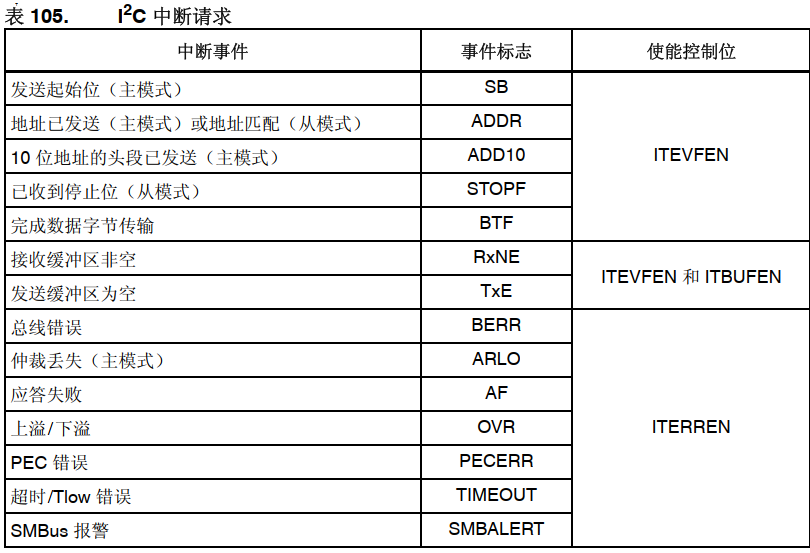 表 105. I²C 中断请求
中断事件 事件标志 使能控制位
发送起始位（主模式） SB
地址已发送（主模式）或地址匹配（从模式） ADDR
10 位地址的头段已发送（主模式） ADD10 ITEVFEN
已收到停止位（从模式） STOPF
完成数据字节传输 BTF
接收缓冲区非空 RxNE
ITEVFEN 和 ITBUFEN
发送缓冲区为空 TxE
总线错误 BERR
仲裁丢失（主模式） ARLO
应答失败 AF
上溢/下溢 OVR ITERREN
PEC 错误 PECERR
超时/Tlow 错误 TIMEOUT
SMBus 报警 SMBALERT